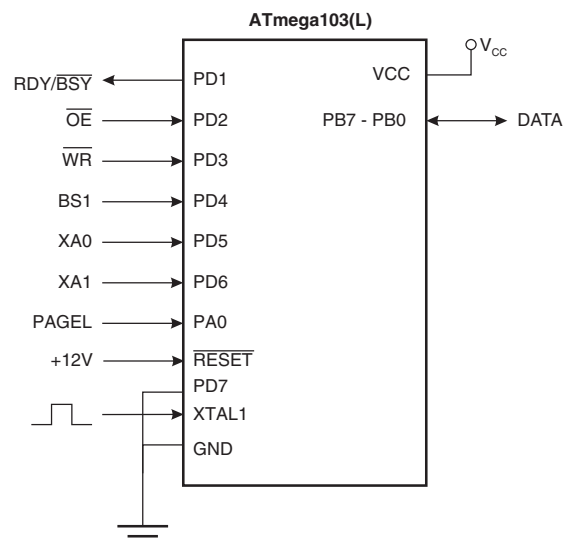 ATmega103(L)
VCC
RDY/BSY PD1 VCC
OE PD2 PB7 - PB0 DATA
WR PD3
BS1 PD4
XA0 PD5
XA1 PD6
PAGEL PA0
+12V RESET
PD7
XTAL1
GND